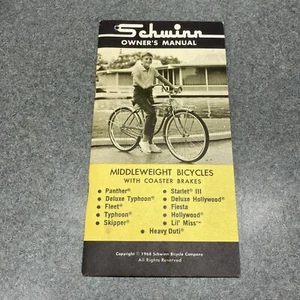 Schwinn
OWNER'S MANUAL
MIDDLEWEIGHT BICYCLES
WITH COASTER BRAKES
• Panther®
• Deluxe Typhoon®
• Fleet®
• Typhoon®
• Skipper®
• Starlet® III
• Deluxe Hollywood®
• Fiesta
• Hollywood®
• Lil' Miss™
• Heavy Duti®
Copyright © 1968 Schwinn Bicycle Company
All Rights Reserved